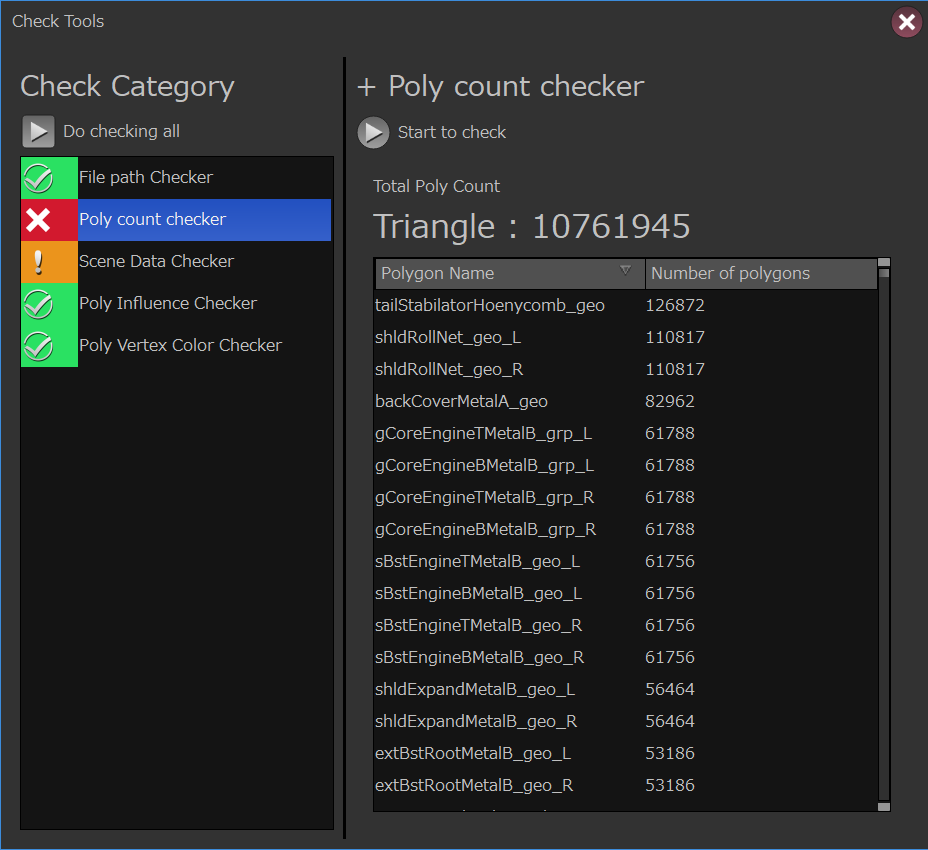 Check Tools
Check Category
Do checking all
File path Checker
Poly count checker
Scene Data Checker
Poly Influence Checker
Poly Vertex Color Checker
+ Poly count checker
Start to check
Total Poly Count
Triangle : 10761945
Polygon Name Number of polygons
tailStabilatorHoenycomb_geo 126872
shldRollNet_geo_L 110817
shldRollNet_geo_R 110817
backCoverMetalA_geo 82962
gCoreEngineTMetalB_grp_L 61788
gCoreEngineBMetalB_grp_L 61788
gCoreEngineTMetalB_grp_R 61788
gCoreEngineBMetalB_grp_R 61788
sBstEngineTMetalB_geo_L 61756
sBstEngineBMetalB_geo_L 61756
sBstEngineTMetalB_geo_R 61756
sBstEngineBMetalB_geo_R 61756
shldExpandMetalB_geo_L 56464
shldExpandMetalB_geo_R 56464
extBstRootMetalB_geo_L 53186
extBstRootMetalB_geo_R 53186